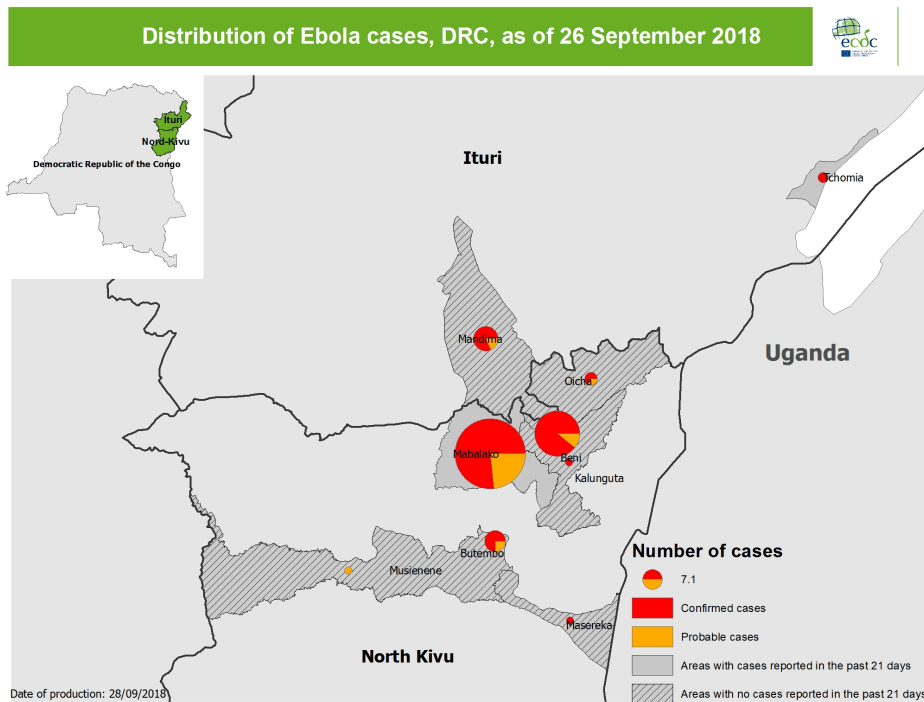 Distribution of Ebola cases, DRC, as of 26 September 2018
ecdc
Ituri
Nord-Kivu
Democratic Republic of the Congo
Ituri
Tchomia
Mandima
Uganda
Oicha
Mabalako
Beni
Kalunguta
Butembo
Musienene
Masereka
North Kivu
Number of cases
7.1
Confirmed cases
Probable cases
Areas with cases reported in the past 21 days
Areas with no cases reported in the past 21 days
Date of production: 28/09/2018